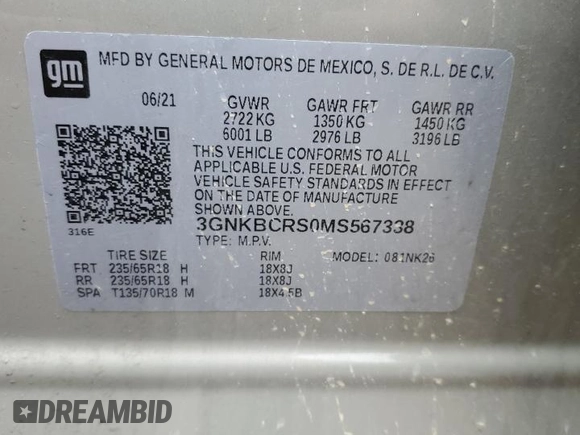 gm
MFD BY GENERAL MOTORS DE MEXICO, S. DE R.L. DE C.V.
06/21 GVWR GAWR FRT GAWR RR
2722 KG 1350 KG 1450 KG
6001 LB 2976 LB 3196 LB
THIS VEHICLE CONFORMS TO ALL
APPLICABLE U.S. FEDERAL MOTOR
VEHICLE SAFETY STANDARDS IN EFFECT
ON THE DATE OF MANUFACTURE
SHOWN ABOVE.
316E
3GNKBCRS0MS567338
TYPE: M.P.V.
TIRE SIZE RIM MODEL: 081NK26
FRT 235/65R18 H 18X8J
RR 235/65R18 H 18X8J
SPA T135/70R18 M 18X4.5B
DREAMBID